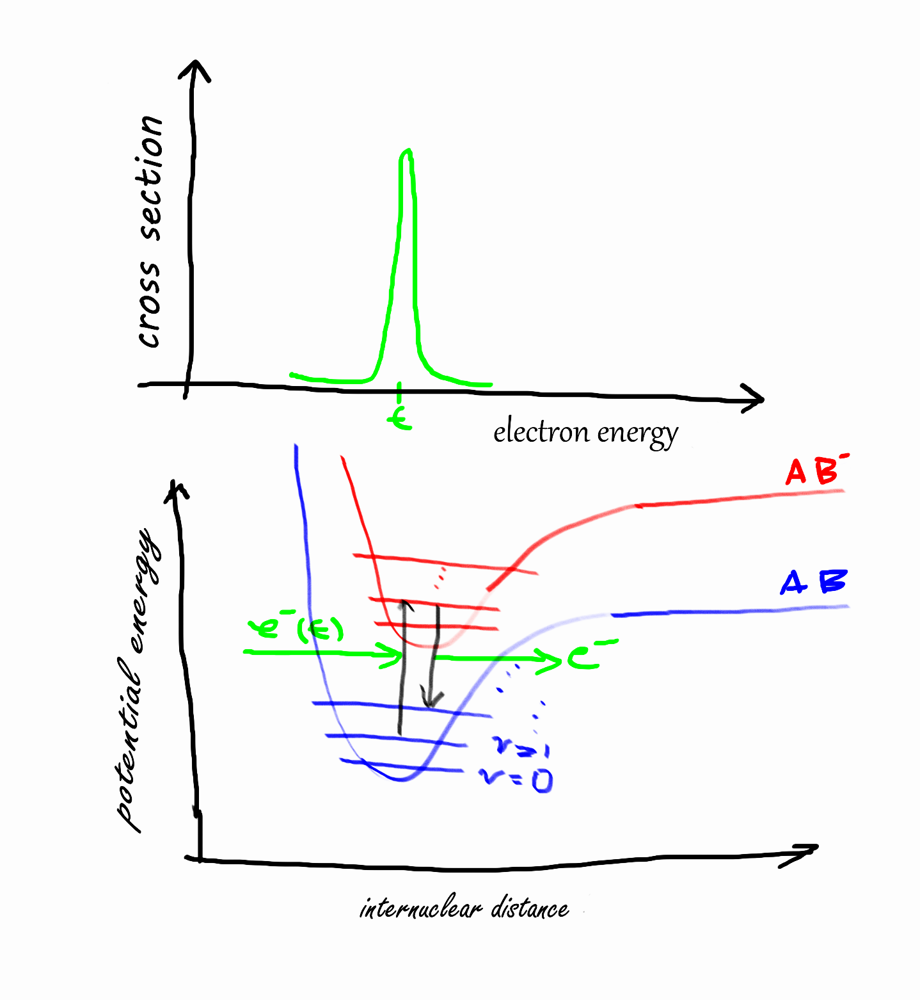 cross section
ϵ
electron energy
AB⁻
potential energy
AB
e⁻(ϵ)
e⁻
v=1
v=0
internuclear distance